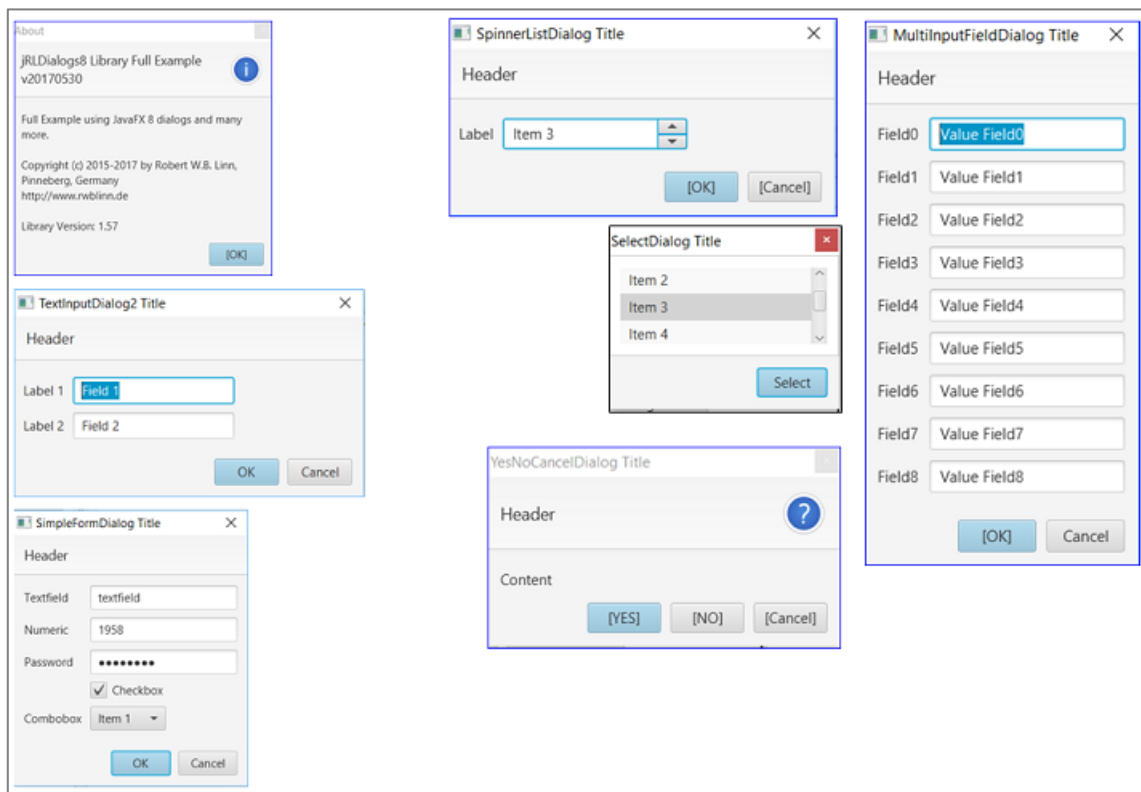 About
jRLDialogs8 Library Full Example
v20170530
Full Example using JavaFX 8 dialogs and many
more.
Copyright (c) 2015-2017 by Robert W.B. Linn,
Pinneberg, Germany
http://www.rwblinn.de
Library Version: 1.57
[OK]
TextInputDialog2 Title
Header
Label 1 Field 1
Label 2 Field 2
OK Cancel
SimpleFormDialog Title
Header
Textfield textfield
Numeric 1958
Password ••••••••
Checkbox
Combobox Item 1
OK Cancel
SpinnerListDialog Title
Header
Label Item 3
[OK] [Cancel]
SelectDialog Title
Item 2
Item 3
Item 4
Select
YesNoCancelDialog Title
Header
?
Content
[YES] [NO] [Cancel]
MultiInputFieldDialog Title
Header
Field0 Value Field0
Field1 Value Field1
Field2 Value Field2
Field3 Value Field3
Field4 Value Field4
Field5 Value Field5
Field6 Value Field6
Field7 Value Field7
Field8 Value Field8
[OK] Cancel